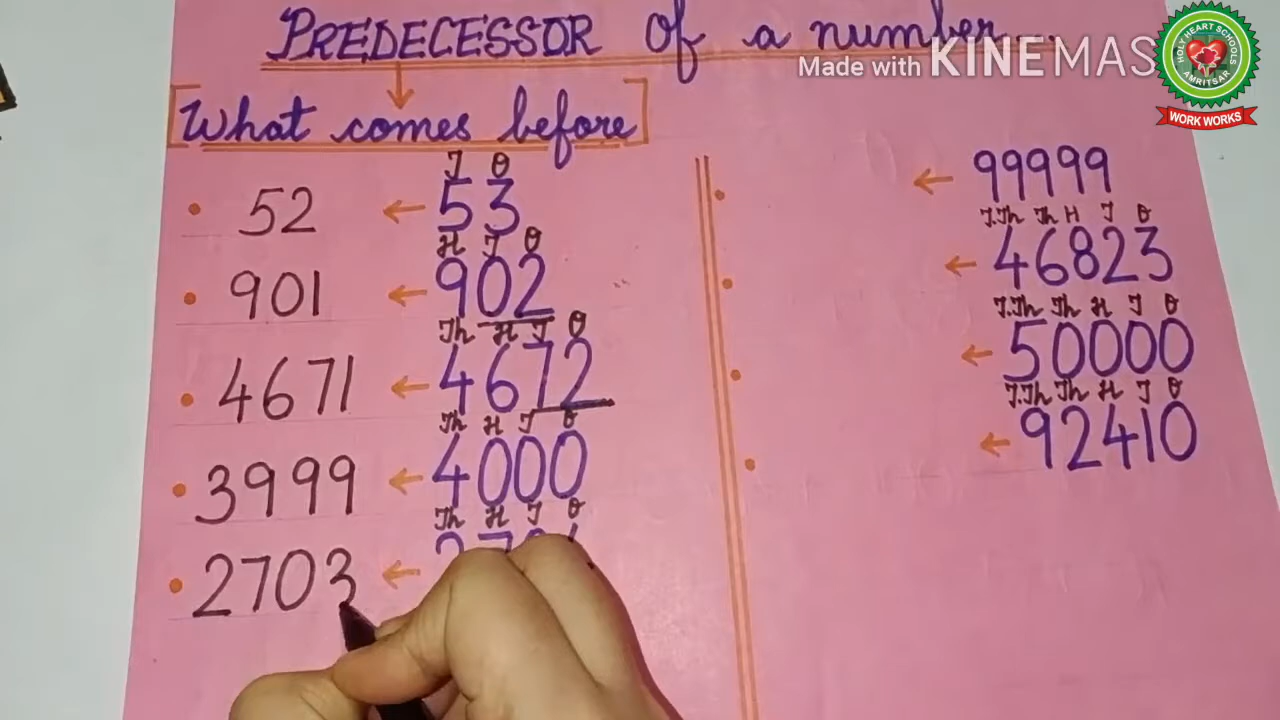 PREDECESSOR of a number...
Made with KINEMAS
HOLY HEART SCHOOLS
AMRITSAR
WORK WORKS
What comes before
T O
• 52 ← 53
H T O
• 901 ← 902
Th H T O
• 4671 ← 4672
Th H T O
• 3999 ← 4000
Th H T O
• 2703 ←
• ← 99999
T.Th Th H T O
• ← 46823
T.Th Th H T O
• ← 50000
T.Th Th H T O
• ← 92410